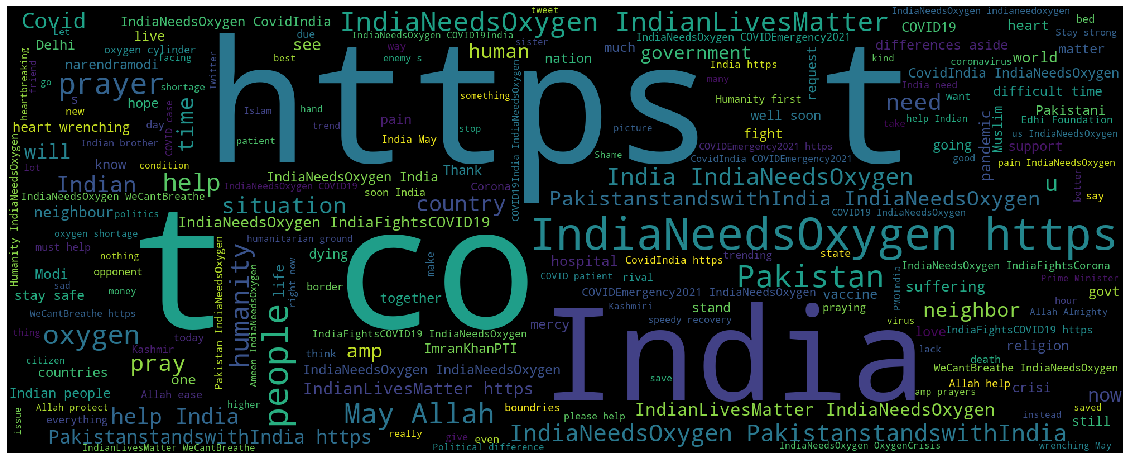 Covid
Let
IndiaNeedsOxygen CovidIndia
tweet
IndiaNeedsOxygen
IndianLivesMatter
COVID19
heart
bed
Stay strong
Delhi
live
see
IndiaNeedsOxygen COVID19India
human
government
differences aside
oxygen cylinder
facing
due
way
sister
much
matter
heartbreaking
friend
go
shortage
narendramodi
Twitter
best
enemy s
nation
India https
request
kind
coronavirus
world
prayer
https t
many
India need
CovidIndia IndiaNeedsOxygen
s
new
hope
time
Islam
hand
something
Humanity first
need
want
difficult time
COVID case
trend
well soon
take
help Indian
Pakistani
heart wrenching
day
pain
stop
picture
fight
Edhi Foundation
Indian brother
patient
India May
Shame
COVIDEmergency2021 https
pandemic
Muslim
us IndiaNeedsOxygen
will
know
Thank
CovidIndia COVIDEmergency2021
going
support
good
lot
condition
IndiaNeedsOxygen India
India IndiaNeedsOxygen
pain IndiaNeedsOxygen
Indian
help
IndiaNeedsOxygen COVID19
soon India
Corona
u
better
say
IndiaNeedsOxygen WeCantBreathe
situation
country
PakistanstandswithIndia IndiaNeedsOxygen
neighbour
politics
IndiaNeedsOxygen IndiaFightsCOVID19
COVID19 IndiaNeedsOxygen
Humanity IndiaNeedsOxygen
oxygen shortage
humanitarian ground
t co
IndiaNeedsOxygen https
must help
nothing
humanity
dying
make
hospital
CovidIndia https
trending
state
Modi
opponent
people life
right now
border
COVID patient
rival
Pakistan
IndiaNeedsOxygen IndiaFightsCorona
sad
stay safe
money
together
COVIDEmergency2021 IndiaNeedsOxygen
vaccine
suffering
Prime Minister
govt
WeCantBreathe https
Kashmiri
stand
praying
PMOIndia
hour
thing
today
mercy
speedy recovery
neighbor
Allah Almighty
oxygen
Pakistan IndiaNeedsOxygen
Ameen IndiaNeedsOxygen
IndiaFightsCOVID19 IndiaNeedsOxygen
India
virus
love
IndiaFightsCOVID19 https
citizen
Kashmir
think
amp
ImranKhanPTI
religion
lack
countries
pray
IndiaNeedsOxygen IndiaNeedsOxygen
death
WeCantBreathe IndiaNeedsOxygen
Indian people
one
Allah ease
IndianLivesMatter https
save
Allah help
crisi
now
Allah protect
higher
May Allah
boundries
please help
IndianLivesMatter IndiaNeedsOxygen
amp prayers
saved
issue
everything
help India
instead
still
PakistanstandswithIndia https
really
give
even
IndiaNeedsOxygen PakistanstandswithIndia
IndianLivesMatter WeCantBreathe
Political difference
IndiaNeedsOxygen OxygenCrisis
wrenching May